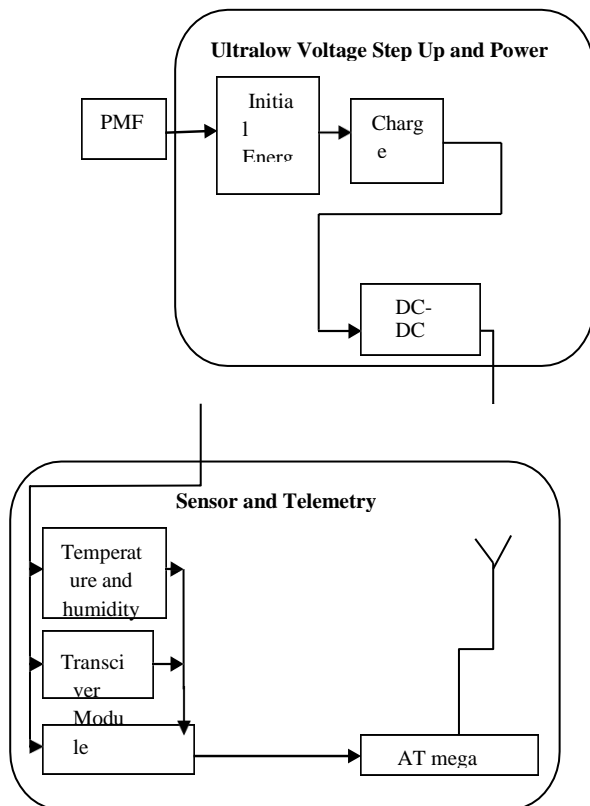 Ultralow Voltage Step Up and Power
PMF
Initia
l
Energ
Charg
e
DC-
DC
Sensor and Telemetry
Temperat
ure and
humidity
Transci
ver
Modu
le
AT mega